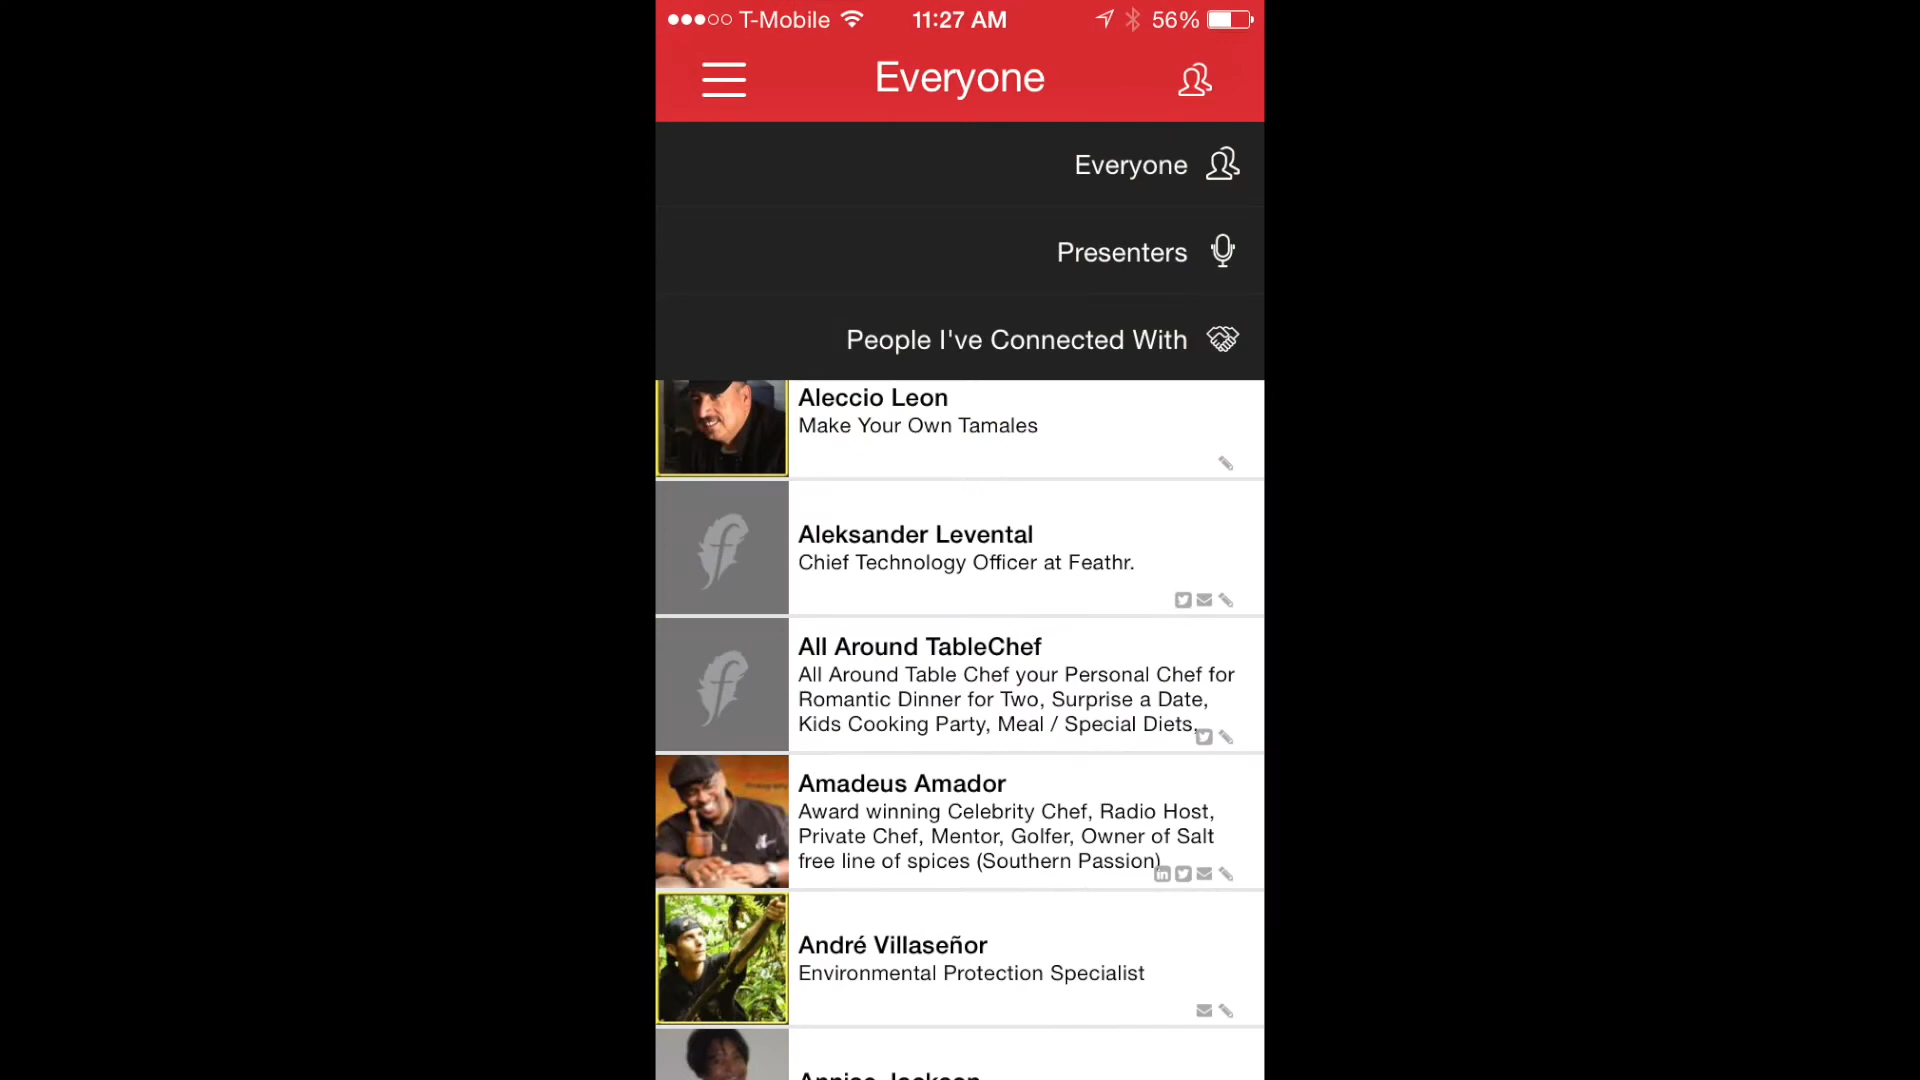 T-Mobile 11:27 AM 56%
Everyone
Everyone
Presenters
People I've Connected With
Aleccio Leon
Make Your Own Tamales
Aleksander Levental
Chief Technology Officer at Feathr.
All Around TableChef
All Around Table Chef your Personal Chef for
Romantic Dinner for Two, Surprise a Date,
Kids Cooking Party, Meal / Special Diets,
Amadeus Amador
Award winning Celebrity Chef, Radio Host,
Private Chef, Mentor, Golfer, Owner of Salt
free line of spices (Southern Passion)
André Villaseñor
Environmental Protection Specialist
Jackson